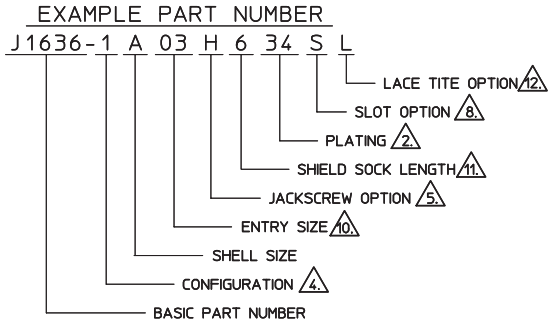 EXAMPLE PART NUMBER
J1636-1 A 03 H 6 34 S L
LACE TITE OPTION 12.
SLOT OPTION 8.
PLATING 2.
SHIELD SOCK LENGTH 11.
JACKSCREW OPTION 5.
ENTRY SIZE 10.
SHELL SIZE
CONFIGURATION 4.
BASIC PART NUMBER